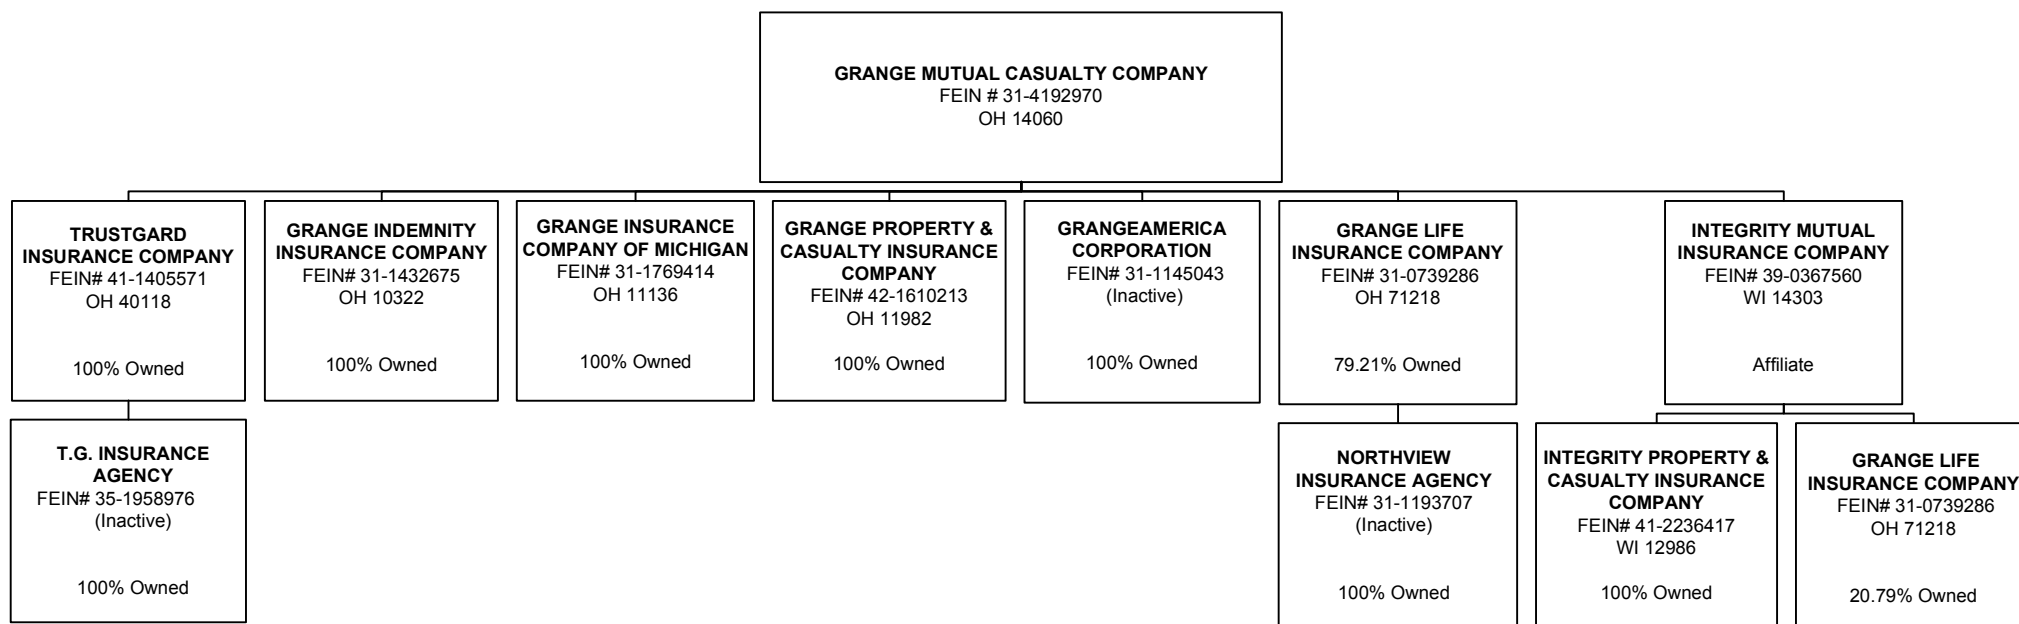 GRANGE MUTUAL CASUALTY COMPANY
FEIN # 31-4192970
OH 14060
TRUSTGARD
INSURANCE COMPANY
FEIN# 41-1405571
OH 40118
100% Owned
GRANGE INDEMNITY
INSURANCE COMPANY
FEIN# 31-1432675
OH 10322
100% Owned
GRANGE INSURANCE
COMPANY OF MICHIGAN
FEIN# 31-1769414
OH 11136
100% Owned
GRANGE PROPERTY &
CASUALTY INSURANCE
COMPANY
FEIN# 42-1610213
OH 11982
100% Owned
GRANGEAMERICA
CORPORATION
FEIN# 31-1145043
(Inactive)
100% Owned
GRANGE LIFE
INSURANCE COMPANY
FEIN# 31-0739286
OH 71218
79.21% Owned
INTEGRITY MUTUAL
INSURANCE COMPANY
FEIN# 39-0367560
WI 14303
Affiliate
T.G. INSURANCE
AGENCY
FEIN# 35-1958976
(Inactive)
100% Owned
NORTHVIEW
INSURANCE AGENCY
FEIN# 31-1193707
(Inactive)
100% Owned
INTEGRITY PROPERTY &
CASUALTY INSURANCE
COMPANY
FEIN# 41-2236417
WI 12986
100% Owned
GRANGE LIFE
INSURANCE COMPANY
FEIN# 31-0739286
OH 71218
20.79% Owned